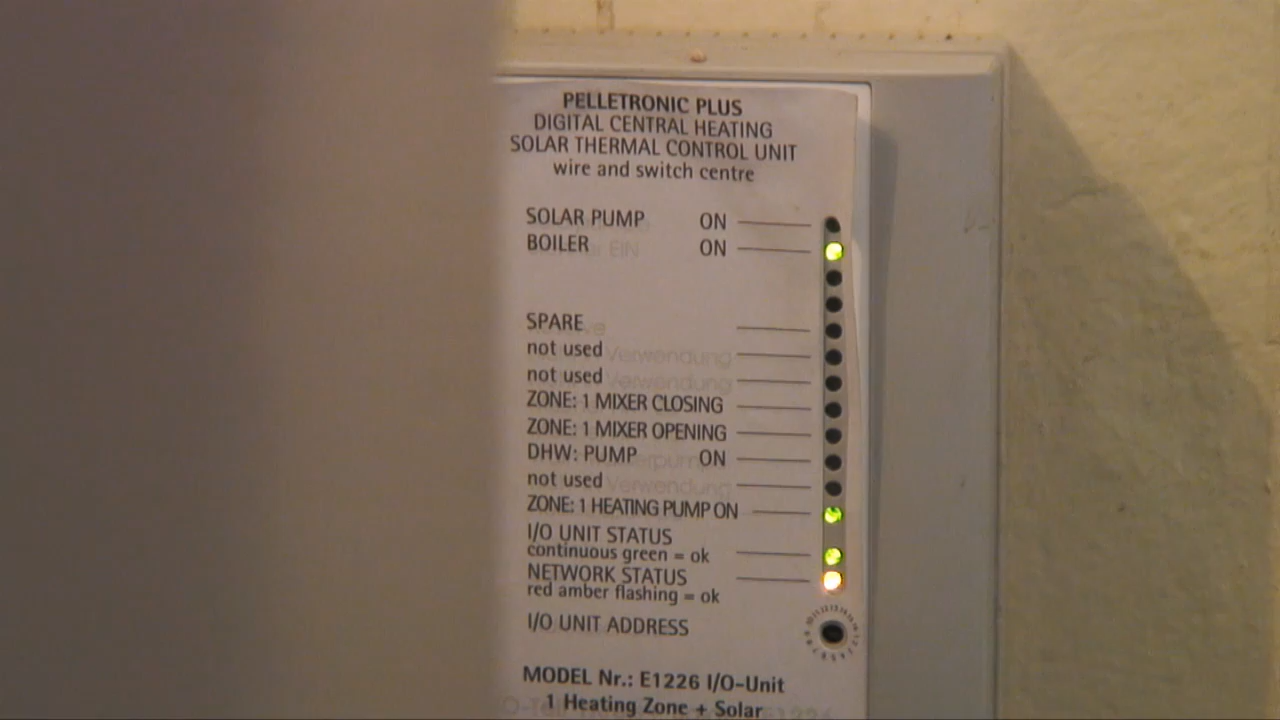 PELLETRONIC PLUS
DIGITAL CENTRAL HEATING
SOLAR THERMAL CONTROL UNIT
wire and switch centre
SOLAR PUMP ON
BOILER ON
SPARE
not used
not used
ZONE: 1 MIXER CLOSING
ZONE: 1 MIXER OPENING
DHW: PUMP ON
not used
ZONE: 1 HEATING PUMP ON
I/O UNIT STATUS
continuous green = ok
NETWORK STATUS
red amber flashing = ok
I/O UNIT ADDRESS
MODEL Nr.: E1226 I/O-Unit
1 Heating Zone + Solar